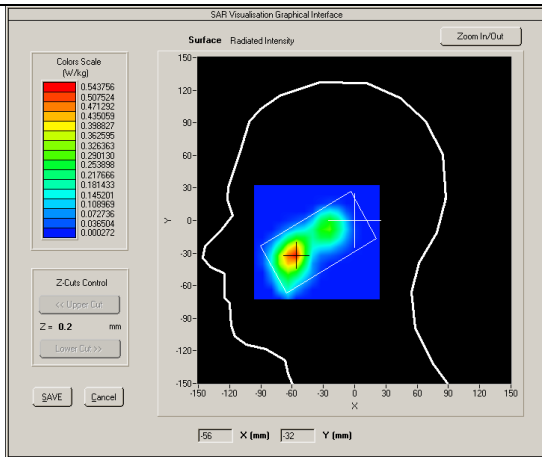 SAR Visualisation Graphical Interface
Surface Radiated Intensity
Zoom In/Out
Colors Scale
(W/kg)
0.543756
0.507524
0.471292
0.435059
0.398827
0.362595
0.326363
0.290130
0.253898
0.217666
0.181433
0.145201
0.108969
0.072736
0.036504
0.000272
Z-Cuts Control
<< Upper Cut
Z = 0.2 mm
Lower Cut >>
SAVE Cancel
150-
120-
90-
60-
30-
0-
-30-
-60-
-90-
-120-
-150-
Y
-150 -120 -90 -60 -30 0 30 60 90 120 150
X
-56 X (mm) -32 Y (mm)